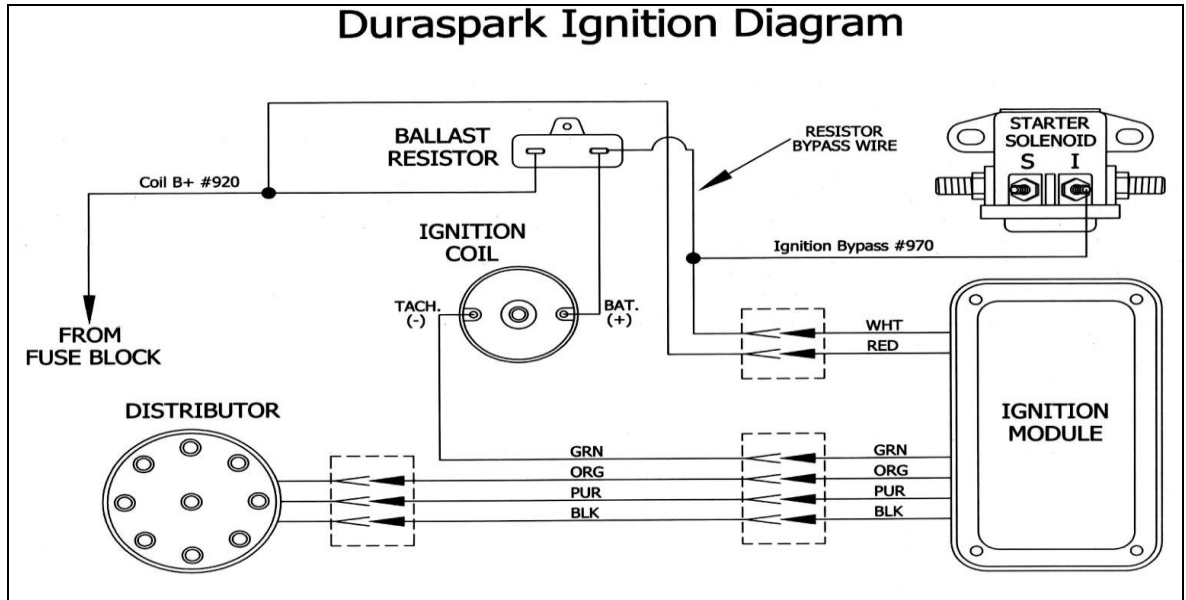 Duraspark Ignition Diagram
BALLAST
RESISTOR
RESISTOR
BYPASS WIRE
STARTER
SOLENOID
S I
Coil B+ #920
IGNITION
COIL
Ignition Bypass #970
TACH.
(-)
BAT.
(+)
FROM
FUSE BLOCK
WHT
RED
DISTRIBUTOR
IGNITION
MODULE
GRN
ORG
PUR
BLK
GRN
ORG
PUR
BLK